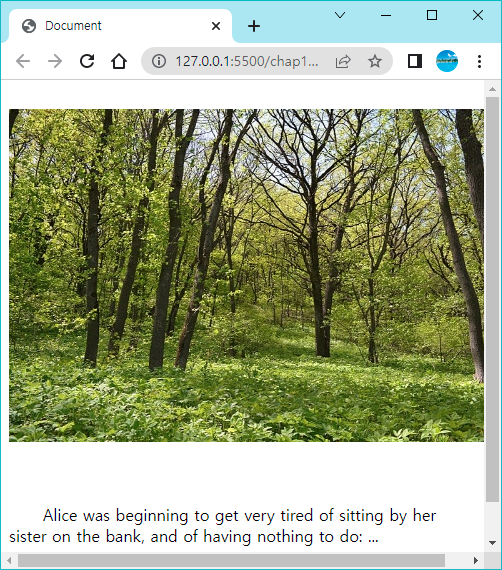 Document
127.0.0.1:5500/chap1...
Alice was beginning to get very tired of sitting by her
sister on the bank, and of having nothing to do: ...